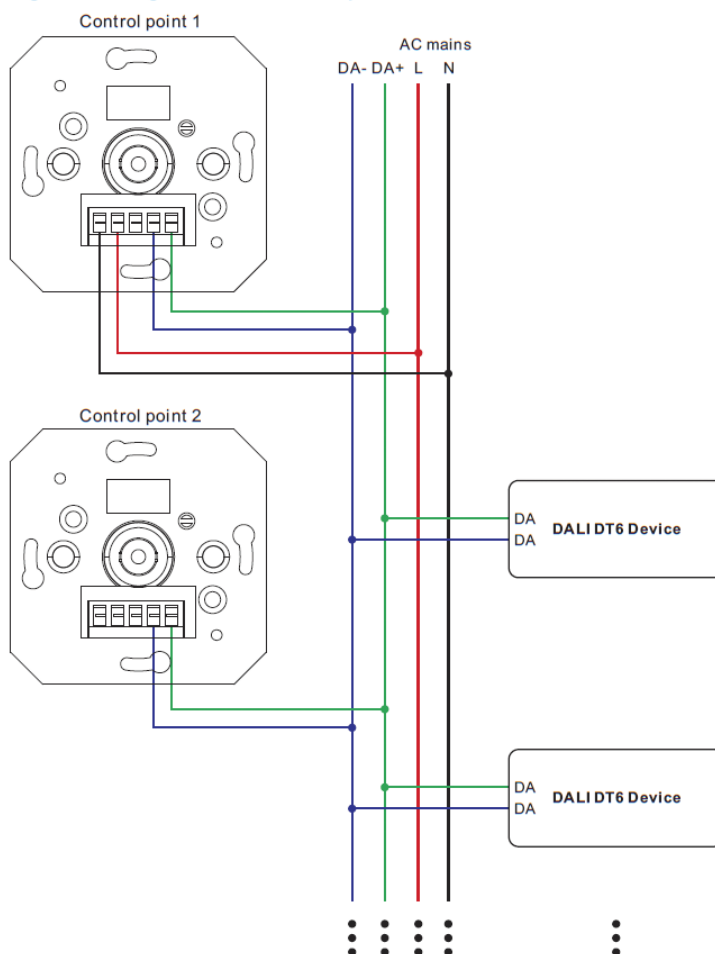 Control point 1
AC mains
DA- DA+ L N
Control point 2
DA
DA
DALI DT6 Device
DA
DA
DALI DT6 Device